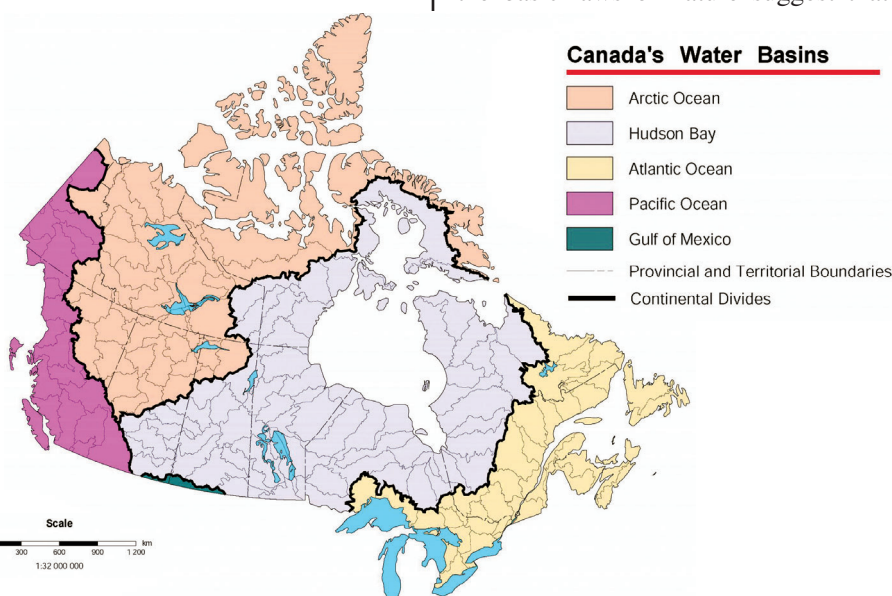 Canada's Water Basins
Arctic Ocean
Hudson Bay
Atlantic Ocean
Pacific Ocean
Gulf of Mexico
Provincial and Territorial Boundaries
Continental Divides
Scale
300 600 900 1 200 km
1:32 000 000